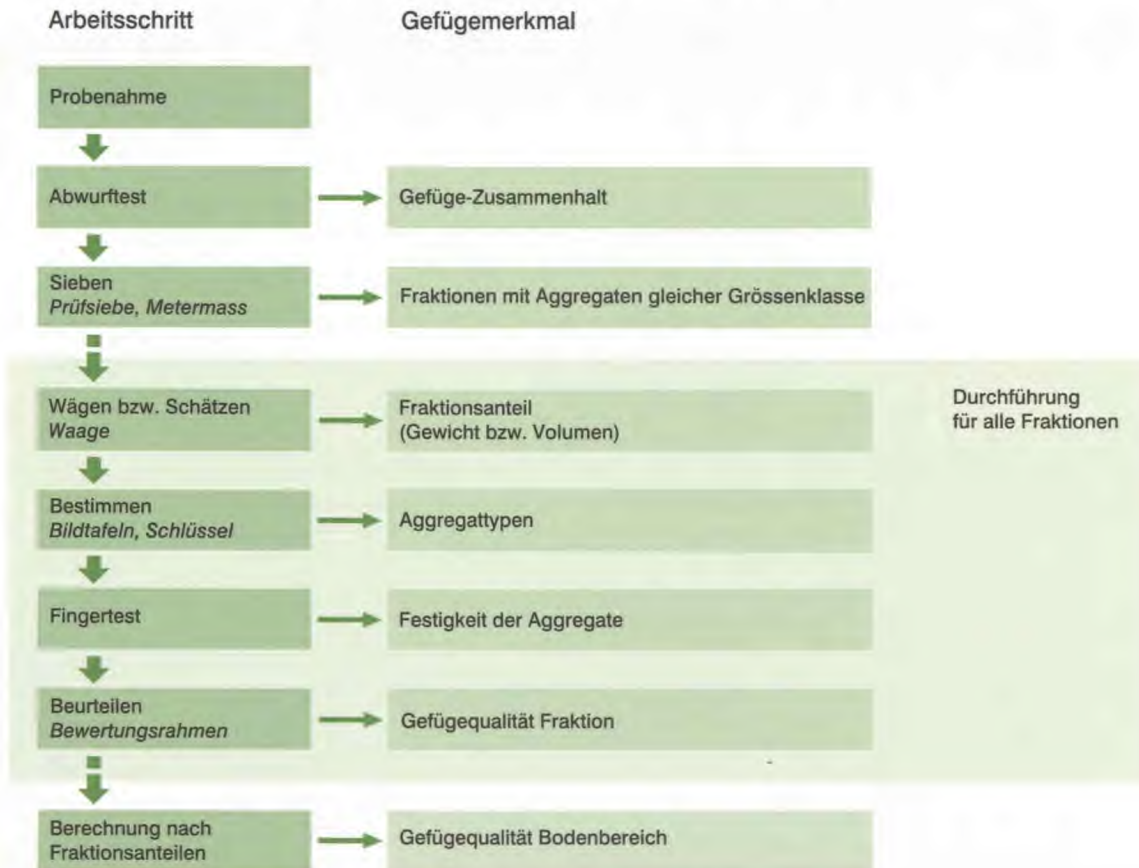 Arbeitsschritt
Gefügemerkmal
Probenahme
Abwurftest
Gefüge-Zusammenhalt
Sieben
Prüfsiebe, Metermass
Fraktionen mit Aggregaten gleicher Grössenklasse
Wägen bzw. Schätzen
Waage
Fraktionsanteil
(Gewicht bzw. Volumen)
Durchführung
für alle Fraktionen
Bestimmen
Bildtafeln, Schlüssel
Aggregattypen
Fingertest
Festigkeit der Aggregate
Beurteilen
Bewertungsrahmen
Gefügequalität Fraktion
Berechnung nach
Fraktionsanteilen
Gefügequalität Bodenbereich